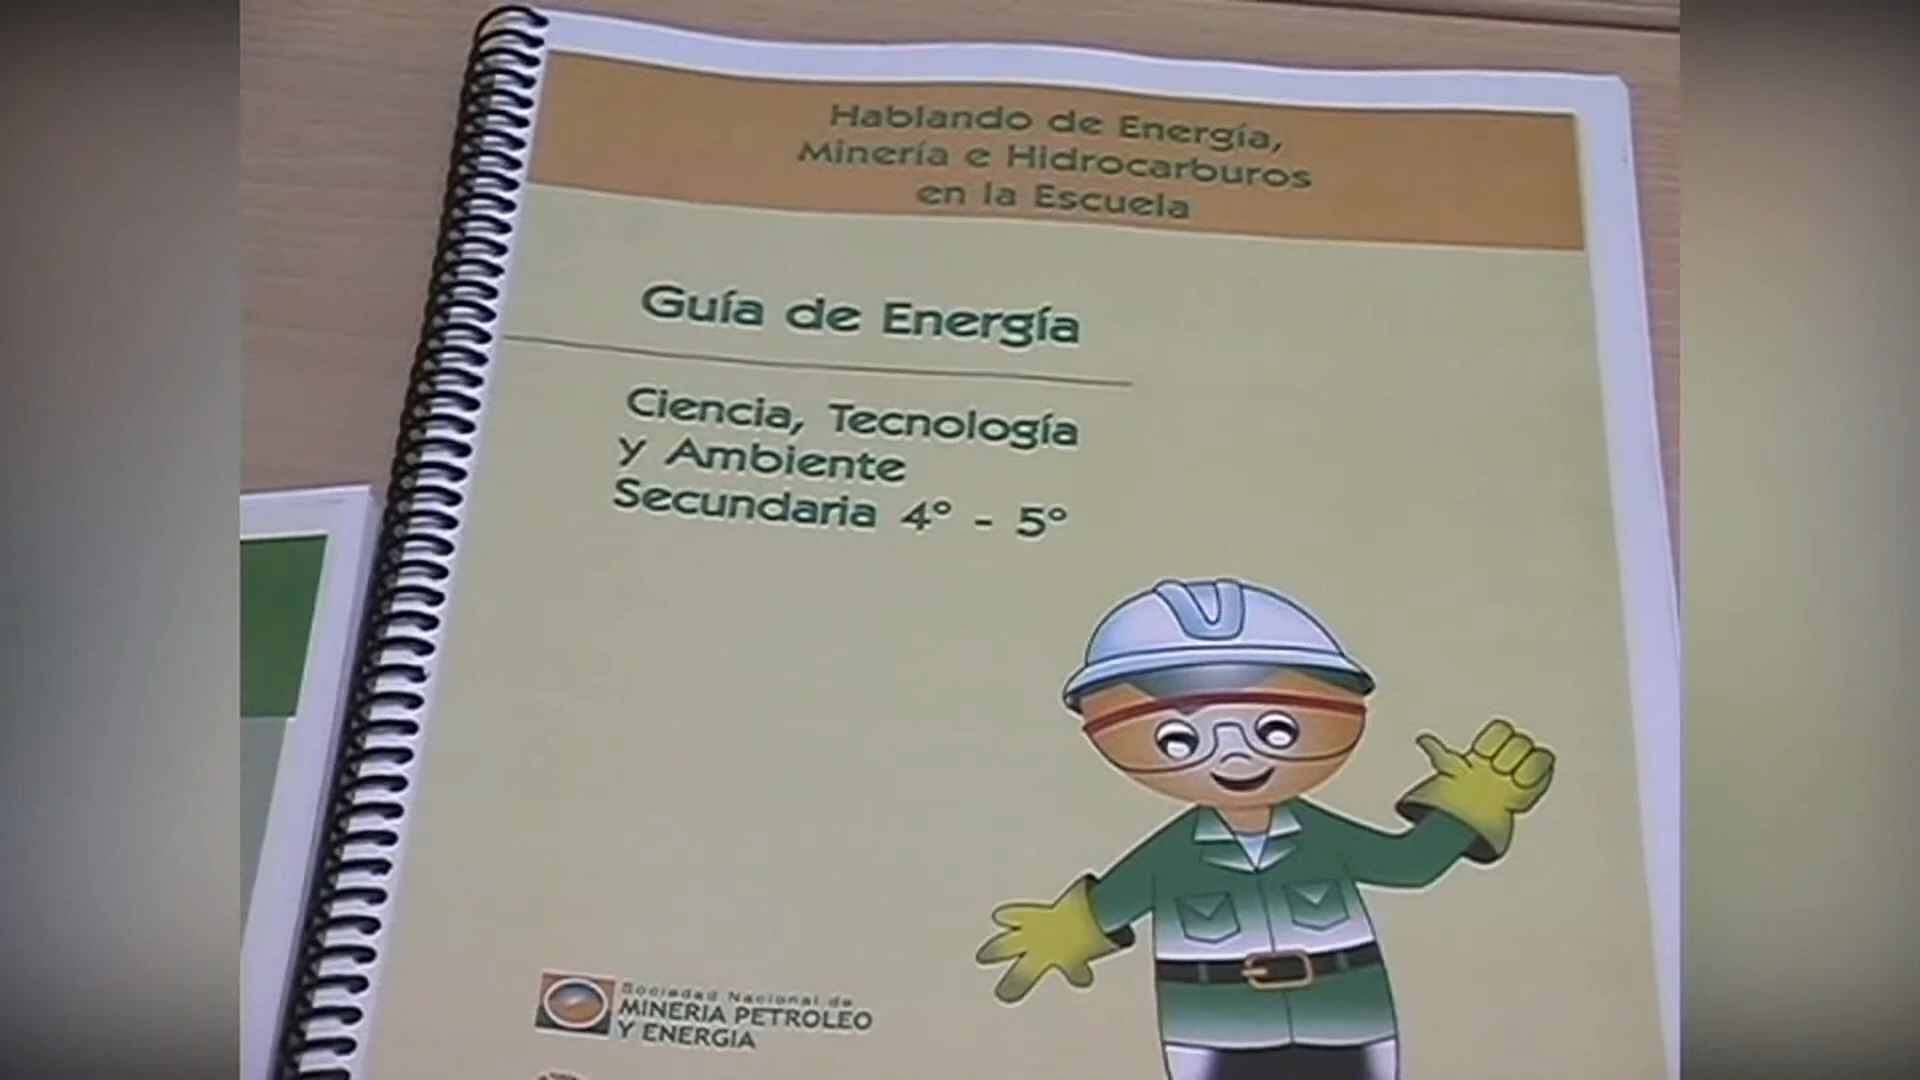 Hablando de Energía,
Minería e Hidrocarburos
en la Escuela
Guía de Energía
Ciencia, Tecnología
y Ambiente
Secundaria 4° - 5°
Sociedad Nacional de
MINERIA PETROLEO
Y ENERGIA